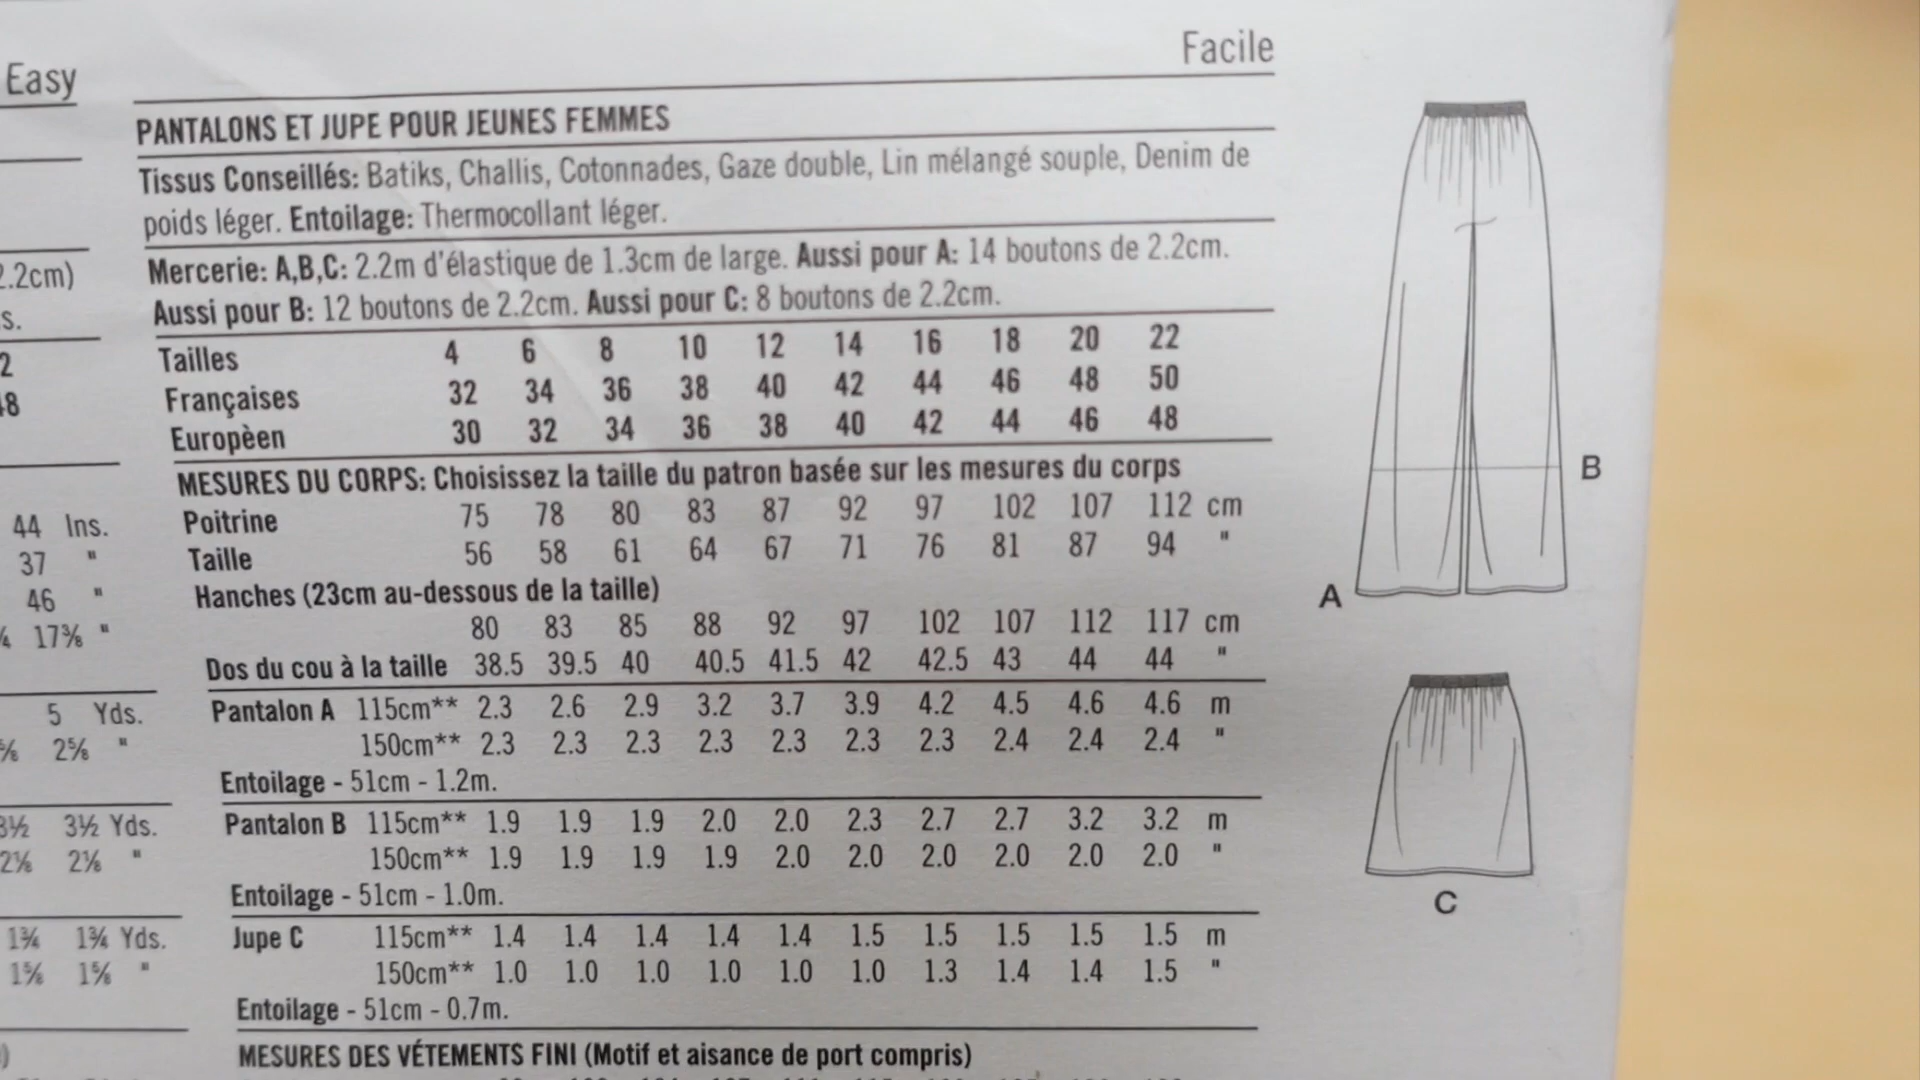 Easy
Facile
PANTALONS ET JUPE POUR JEUNES FEMMES
Tissus Conseillés: Batiks, Challis, Cotonnades, Gaze double, Lin mélangé souple, Denim de
poids léger. Entoilage: Thermocollant léger.
Mercerie: A,B,C: 2.2m d'élastique de 1.3cm de large. Aussi pour A: 14 boutons de 2.2cm.
Aussi pour B: 12 boutons de 2.2cm. Aussi pour C: 8 boutons de 2.2cm.
Tailles 4 6 8 10 12 14 16 18 20 22
Françaises 32 34 36 38 40 42 44 46 48 50
Europèen 30 32 34 36 38 40 42 44 46 48
MESURES DU CORPS: Choisissez la taille du patron basée sur les mesures du corps
Poitrine 75 78 80 83 87 92 97 102 107 112 cm
Taille 56 58 61 64 67 71 76 81 87 94 "
Hanches (23cm au-dessous de la taille)
80 83 85 88 92 97 102 107 112 117 cm
Dos du cou à la taille 38.5 39.5 40 40.5 41.5 42 42.5 43 44 44 "
Pantalon A 115cm** 2.3 2.6 2.9 3.2 3.7 3.9 4.2 4.5 4.6 4.6 m
150cm** 2.3 2.3 2.3 2.3 2.3 2.3 2.3 2.4 2.4 2.4 "
Entoilage - 51cm - 1.2m.
Pantalon B 115cm** 1.9 1.9 1.9 2.0 2.0 2.3 2.7 2.7 3.2 3.2 m
150cm** 1.9 1.9 1.9 1.9 2.0 2.0 2.0 2.0 2.0 2.0 "
Entoilage - 51cm - 1.0m.
Jupe C 115cm** 1.4 1.4 1.4 1.4 1.4 1.5 1.5 1.5 1.5 1.5 m
150cm** 1.0 1.0 1.0 1.0 1.0 1.0 1.3 1.4 1.4 1.5 "
Entoilage - 51cm - 0.7m.
MESURES DES VÉTEMENTS FINI (Motif et aisance de port compris)
2.2cm)
44 Ins.
37 "
46 "
17⅜ "
5 Yds.
2⅝ "
3½ Yds.
2⅛ "
1¾ 1¾ Yds.
1⅝ 1⅝ "
A
B
C